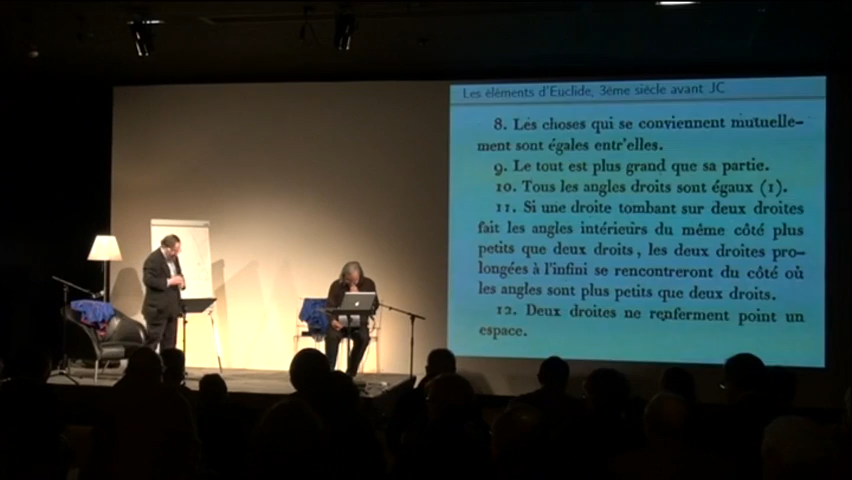 Les éléments d'Euclide, 3éme siècle avant JC
8. Les choses qui se conviennent mutuelle-
ment sont égales entr'elles.
9. Le tout est plus grand que sa partie.
10. Tous les angles droits sont égaux (1).
11. Si une droite tombant sur deux droites
fait les angles intérieurs du même côté plus
petits que deux droits, les deux droites pro-
longées à l'infini se rencontreront du côté où
les angles sont plus petits que deux droits.
12. Deux droites ne renferment point un
espace.